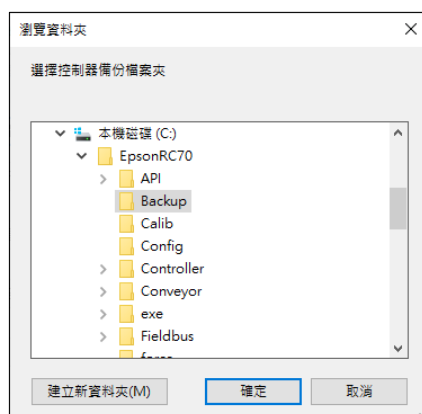 瀏覽資料夾
選擇控制器備份檔案夾
本機磁碟 (C:)
EpsonRC70
API
Backup
Calib
Config
Controller
Conveyor
exe
Fieldbus
force
建立新資料夾(M) 確定 取消